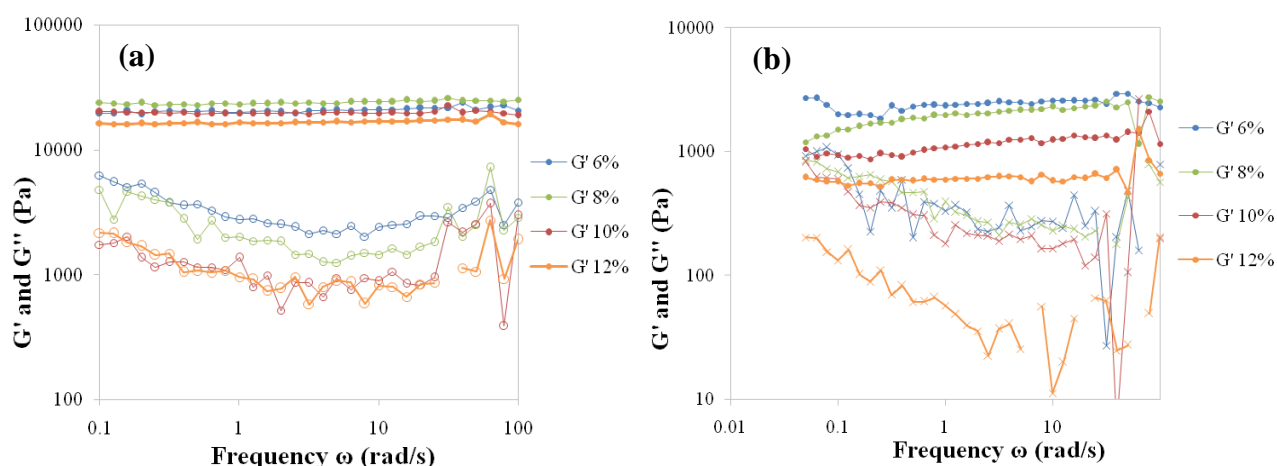 (a)
G' and G'' (Pa)
100000
10000
1000
100
0.1
1
10
100
Frequency ω (rad/s)
G' 6%
G' 8%
G' 10%
G' 12%
(b)
G' and G'' (Pa)
10000
1000
100
10
0.01
0.1
1
10
Frequency ω (rad/s)
G' 6%
G' 8%
G' 10%
G' 12%